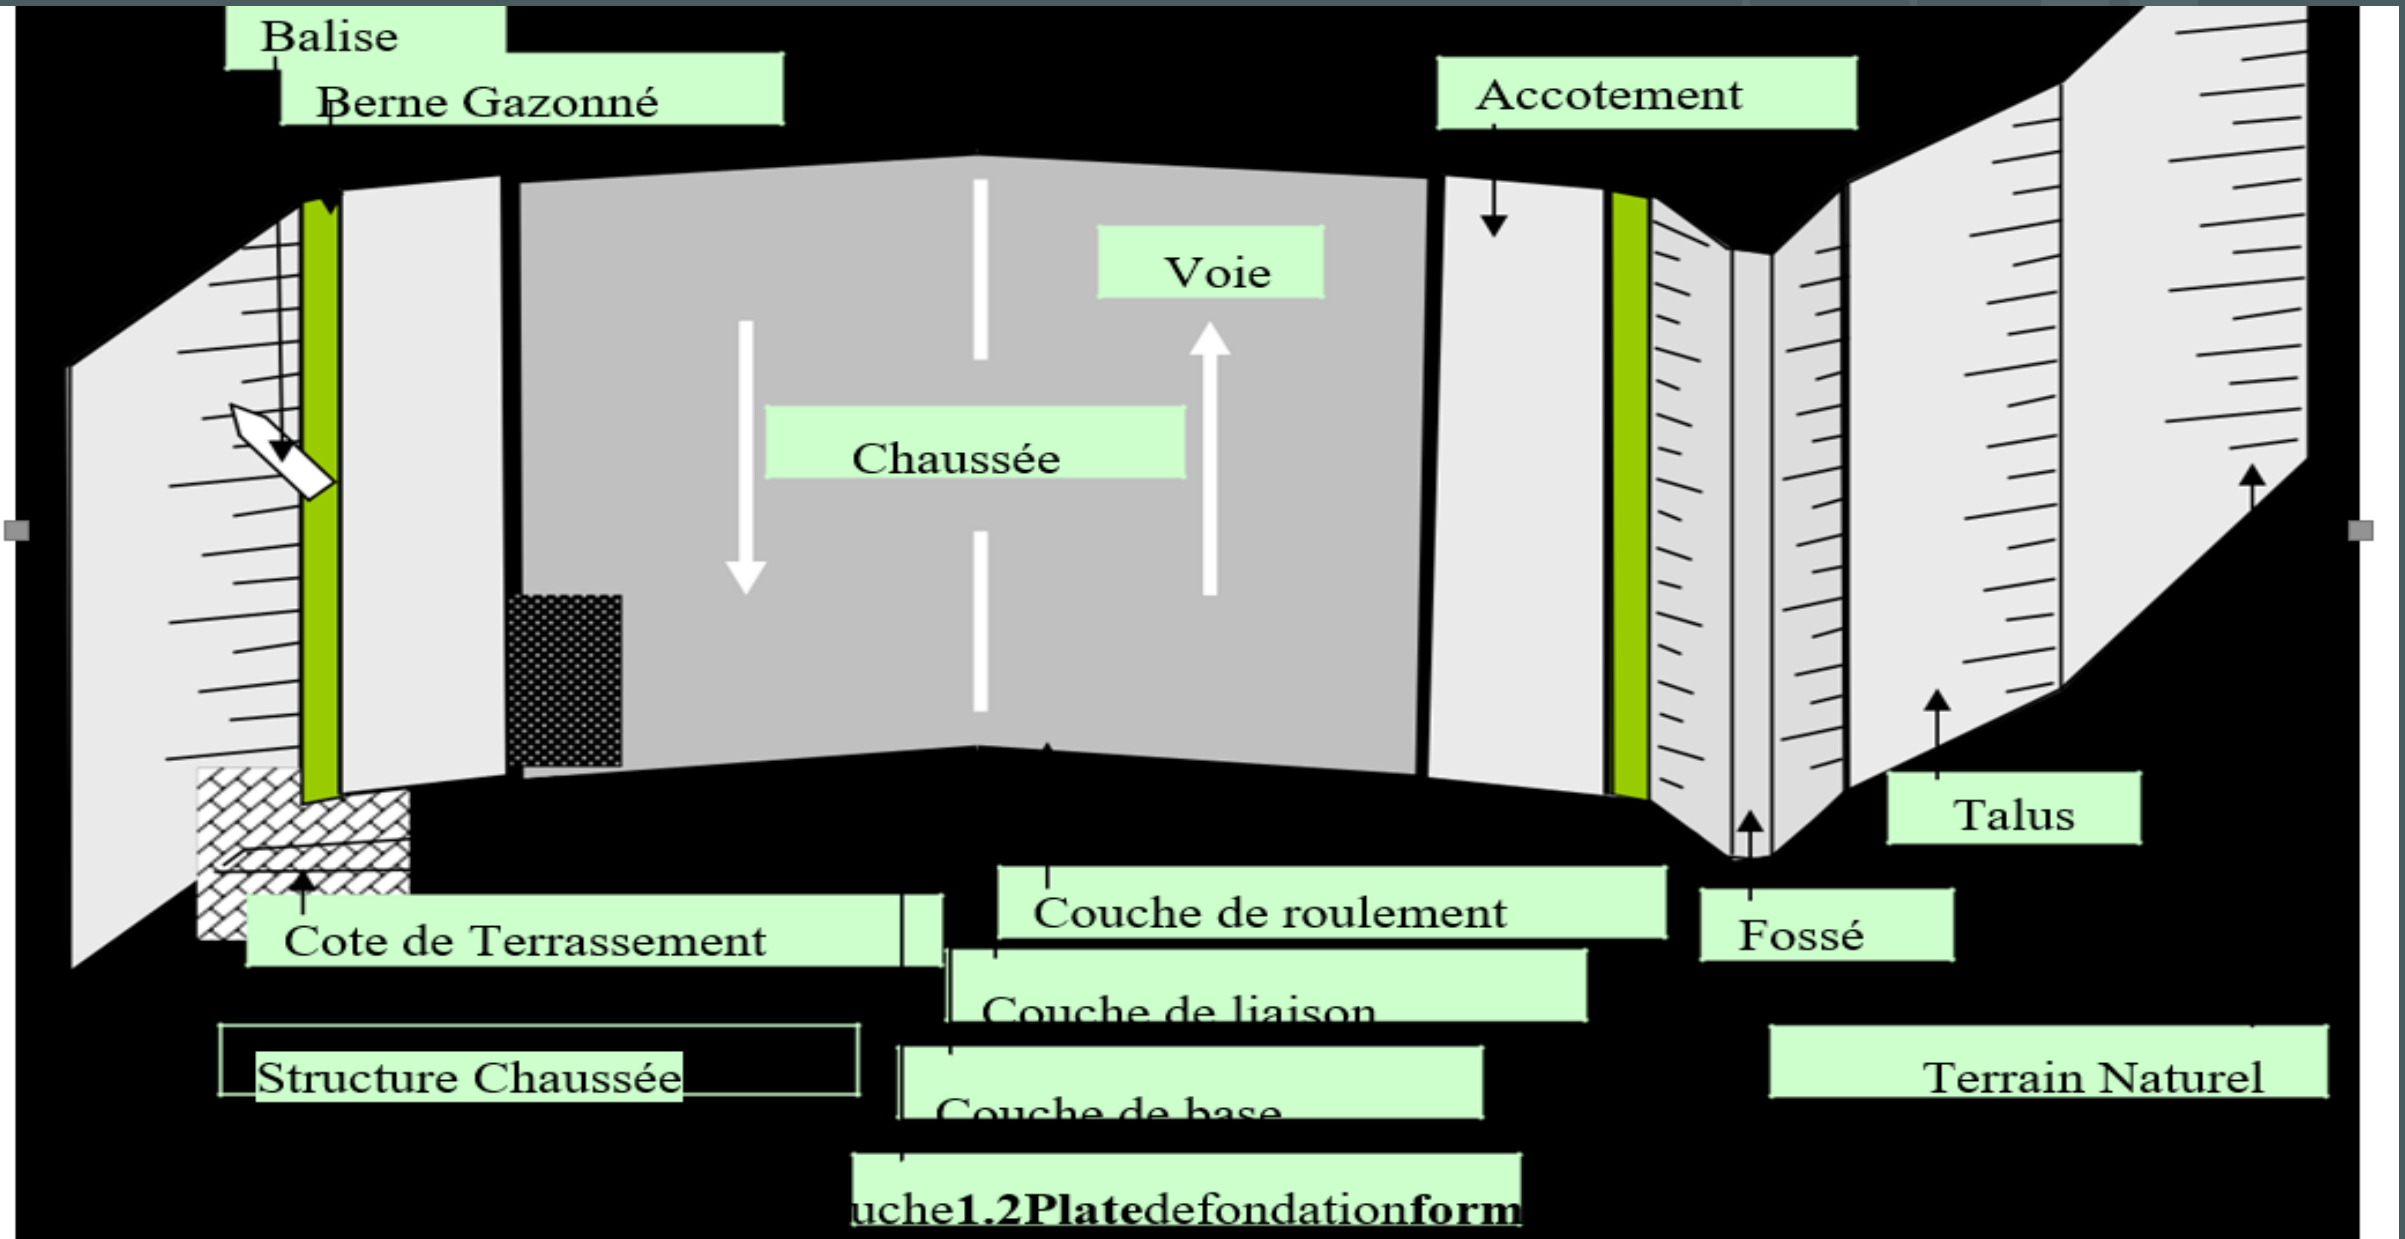 Balise
Berne Gazonné
Accotement
Voie
Chaussée
Talus
Couche de roulement
Fossé
Cote de Terrassement
Couche de liaison
Structure Chaussée
Terrain Naturel
Couche de base
uche1.2Platedefondationform